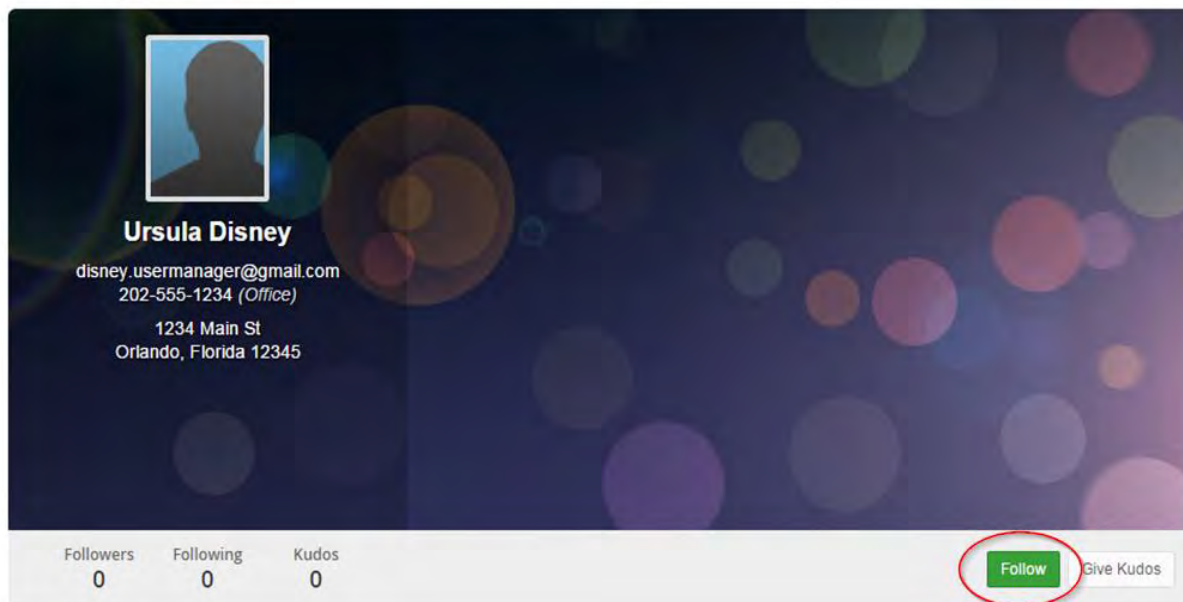 Ursula Disney
disney.usermanager@gmail.com
202-555-1234 (Office)
1234 Main St
Orlando, Florida 12345
Followers Following Kudos
0 0 0
Follow Give Kudos